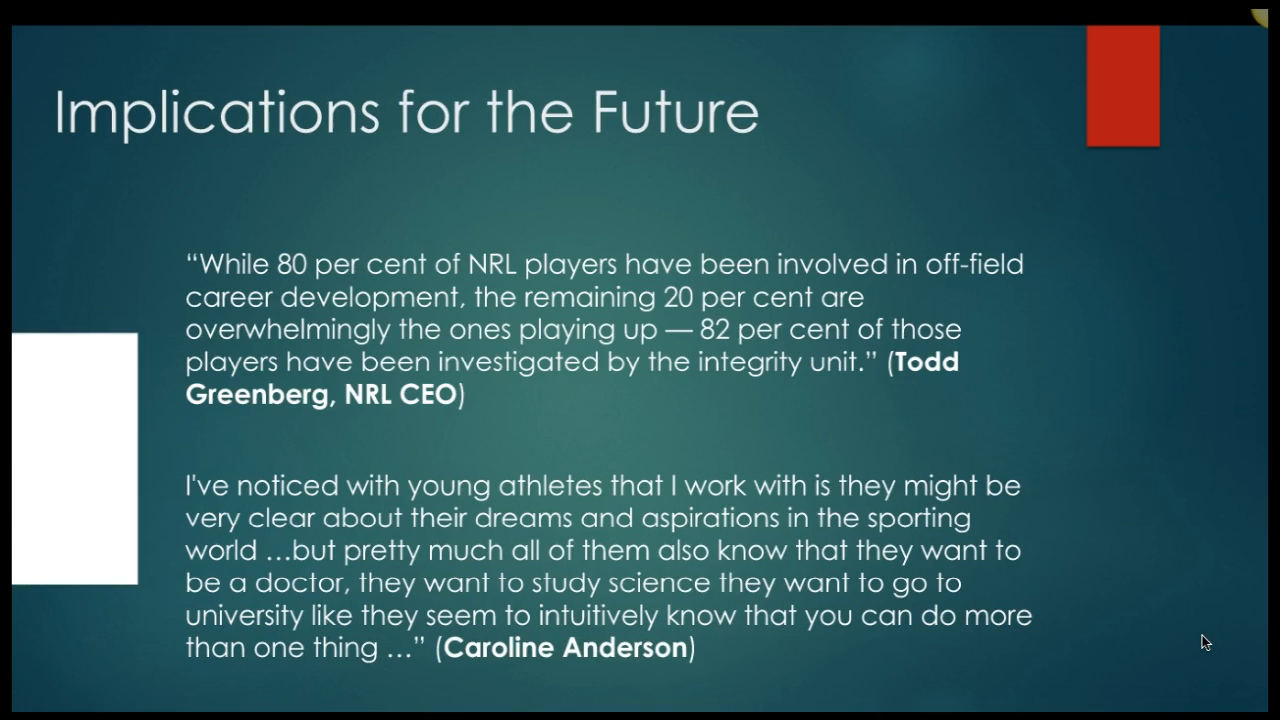 Implications for the Future
“While 80 per cent of NRL players have been involved in off-field
career development, the remaining 20 per cent are
overwhelmingly the ones playing up — 82 per cent of those
players have been investigated by the integrity unit.” (Todd
Greenberg, NRL CEO)
I've noticed with young athletes that I work with is they might be
very clear about their dreams and aspirations in the sporting
world …but pretty much all of them also know that they want to
be a doctor, they want to study science they want to go to
university like they seem to intuitively know that you can do more
than one thing …” (Caroline Anderson)